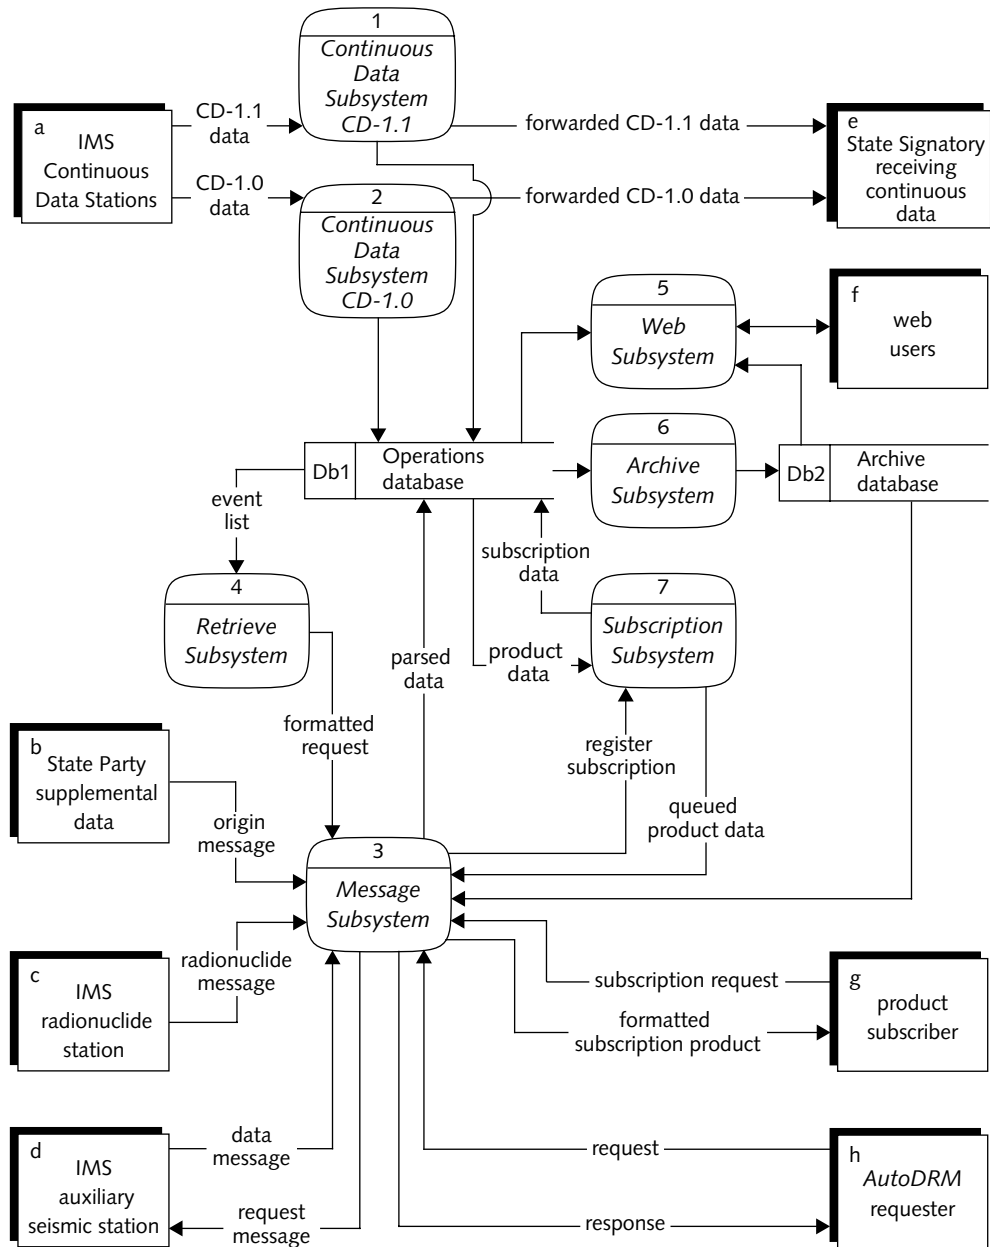 1
Continuous
Data
Subsystem
CD-1.1
a
IMS
Continuous
Data Stations
CD-1.1
data
CD-1.0
data
forwarded CD-1.1 data
forwarded CD-1.0 data
e
State Signatory
receiving
continuous
data
2
Continuous
Data
Subsystem
CD-1.0
5
Web
Subsystem
f
web
users
Db1
Operations
database
6
Archive
Subsystem
Db2
Archive
database
event
list
subscription
data
4
Retrieve
Subsystem
7
Subscription
Subsystem
parsed
data
product
data
formatted
request
register
subscription
queued
product data
b
State Party
supplemental
data
origin
message
3
Message
Subsystem
c
IMS
radionuclide
station
radionuclide
message
subscription request
formatted
subscription product
g
product
subscriber
d
IMS
auxiliary
seismic station
data
message
request
message
request
response
h
AutoDRM
requester